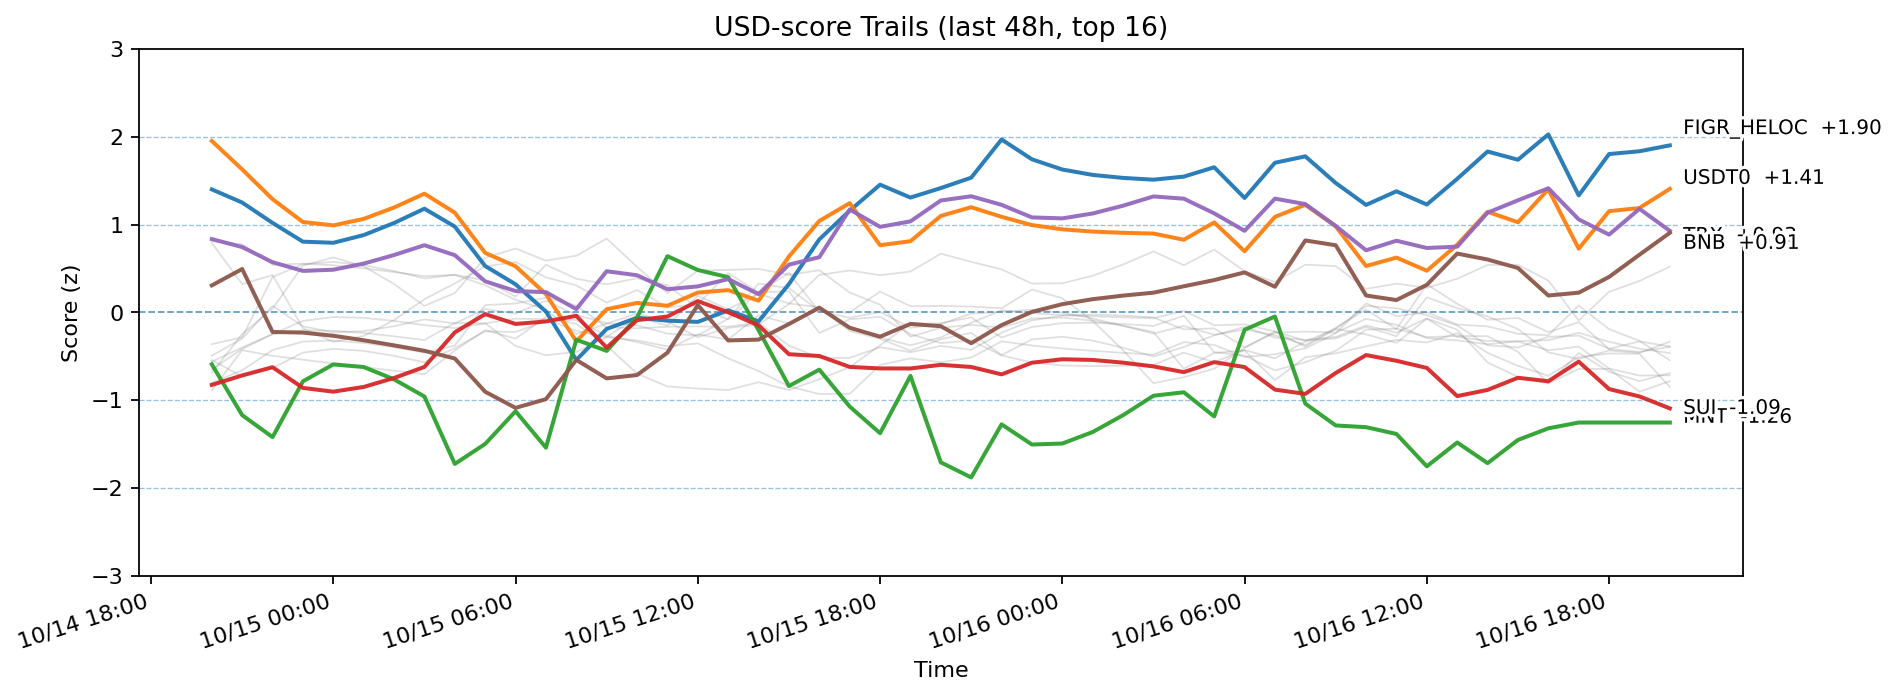 USD-score Trails (last 48h, top 16)
Score (z)
3
2
1
0
−1
−2
−3
FIGR_HELOC +1.90
USDT0 +1.41
BNB +0.91
SUI -1.09
MNT -1.26
10/14 18:00
10/15 00:00
10/15 06:00
10/15 12:00
10/15 18:00
10/16 00:00
10/16 06:00
10/16 12:00
10/16 18:00
Time